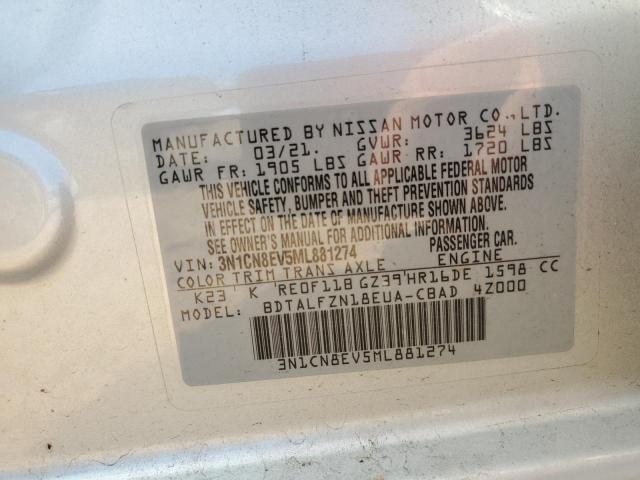 MANUFACTURED BY NISSAN MOTOR CO.,LTD.
DATE: 03/21. GVWR: 3624 LBS
GAWR FR: 1905 LBS GAWR RR: 1720 LBS
THIS VEHICLE CONFORMS TO ALL APPLICABLE FEDERAL MOTOR
VEHICLE SAFETY, BUMPER AND THEFT PREVENTION STANDARDS
IN EFFECT ON THE DATE OF MANUFACTURE SHOWN ABOVE.
SEE OWNER'S MANUAL FOR ADDITIONAL INFORMATION.
VIN: 3N1CN8EV5ML881274 PASSENGER CAR.
COLOR TRIM TRANS AXLE ENGINE
K23 ' K 'RE0F11B GZ39'HR16DE 1598 CC
MODEL: BDTALFZN18EUA-CBAD 4Z000
3N1CN8EV5ML881274